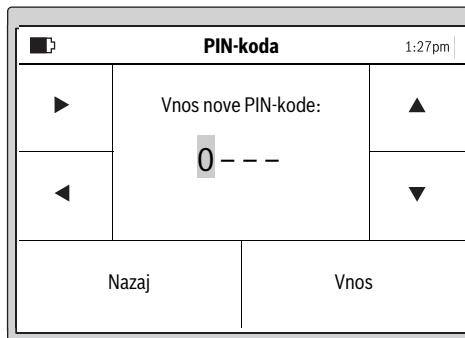 PIN-koda 1:27pm
Vnos nove PIN-kode:
0– – –
Nazaj Vnos